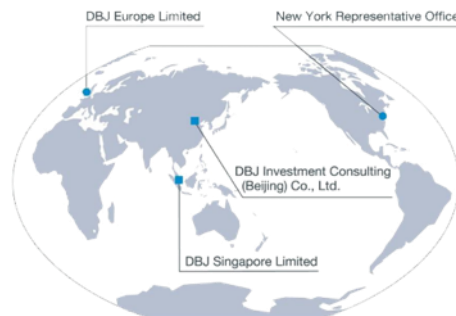 DBJ Europe Limited
New York Representative Office
DBJ Investment Consulting
(Beijing) Co., Ltd.
DBJ Singapore Limited